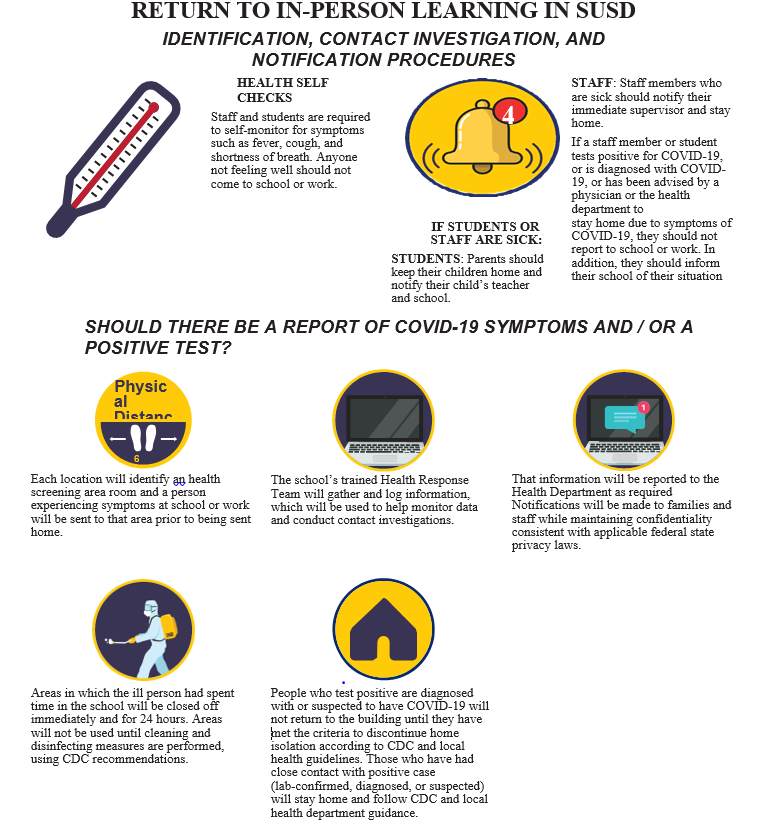 RETURN TO IN-PERSON LEARNING IN SUSD
IDENTIFICATION, CONTACT INVESTIGATION, AND
NOTIFICATION PROCEDURES
HEALTH SELF
CHECKS
Staff and students are required
to self-monitor for symptoms
such as fever, cough, and
shortness of breath. Anyone
not feeling well should not
come to school or work.
4
IF STUDENTS OR
STAFF ARE SICK:
STUDENTS: Parents should
keep their children home and
notify their child's teacher
and school.
STAFF: Staff members who
are sick should notify their
immediate supervisor and stay
home.
If a staff member or student
tests positive for COVID-19,
or is diagnosed with COVID-
19, or has been advised by a
physician or the health
department to
stay home due to symptoms of
COVID-19, they should not
report to school or work. In
addition, they should inform
their school of their situation
SHOULD THERE BE A REPORT OF COVID-19 SYMPTOMS AND / OR A
POSITIVE TEST?
Physic
al
Distanc
6
Each location will identify an health
screening area room and a person
experiencing symptoms at school or work
will be sent to that area prior to being sent
home.
The school's trained Health Response
Team will gather and log information,
which will be used to help monitor data
and conduct contact investigations.
1
That information will be reported to the
Health Department as required
Notifications will be made to families and
staff while maintaining confidentiality
consistent with applicable federal state
privacy laws.
Areas in which the ill person had spent
time in the school will be closed off
immediately and for 24 hours. Areas
will not be used until cleaning and
disinfecting measures are performed,
using CDC recommendations.
People who test positive are diagnosed
with or suspected to have COVID-19 will
not return to the building until they have
met the criteria to discontinue home
isolation according to CDC and local
health guidelines. Those who have had
close contact with positive case
(lab-confirmed, diagnosed, or suspected)
will stay home and follow CDC and local
health department guidance.